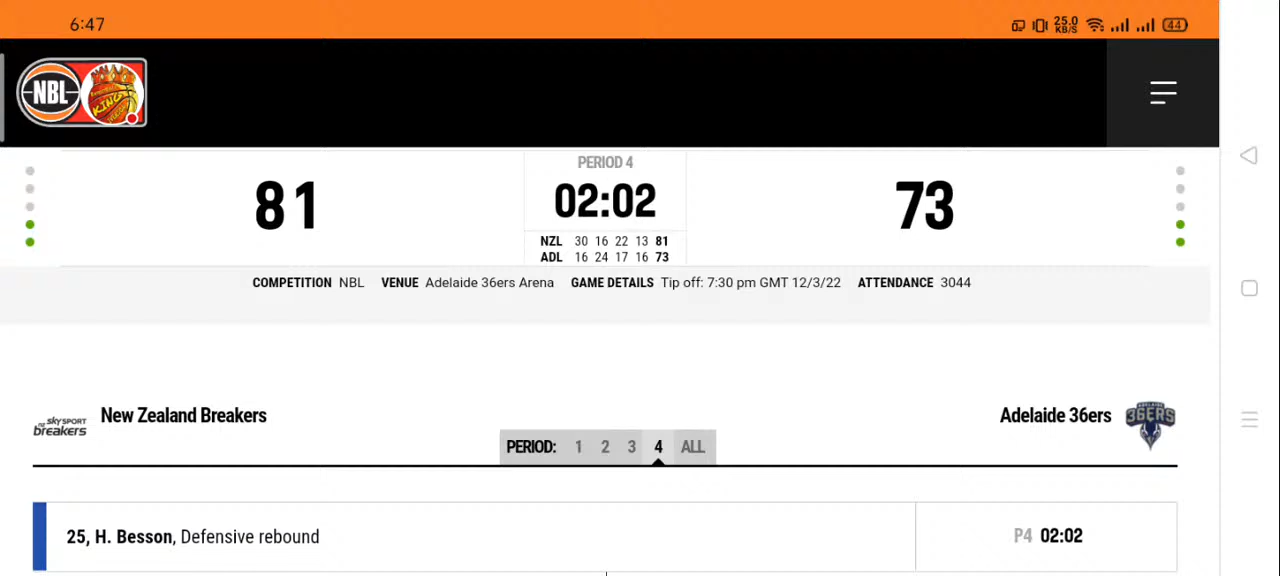 6:47
25.0
KB/S
44
NBL
KINGS
PERIOD 4
81
02:02
73
NZL 30 16 22 13 81
ADL 16 24 17 16 73
COMPETITION NBL VENUE Adelaide 36ers Arena GAME DETAILS Tip off: 7:30 pm GMT 12/3/22 ATTENDANCE 3044
sky SPORT
breakers
New Zealand Breakers
Adelaide 36ers
36ERS
PERIOD: 1 2 3 4 ALL
25, H. Besson, Defensive rebound
P4 02:02